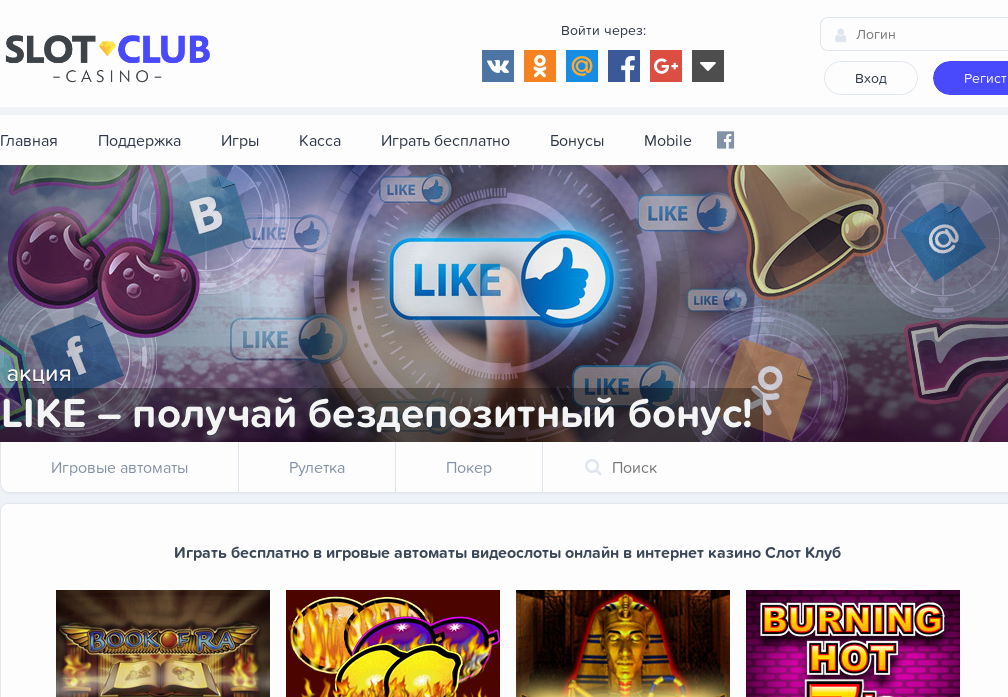 SLOT CLUB
– CASINO –
Войти через:
Логин
Вход
Регист
Главная
Поддержка
Игры
Касса
Играть бесплатно
Бонусы
Mobile
LIKE
LIKE
LIKE
LIKE
LIKE
LIKE
LIKE
акция
LIKE – получай бездепозитный бонус!
Игровые автоматы
Рулетка
Покер
Поиск
Играть бесплатно в игровые автоматы видеослоты онлайн в интернет казино Слот Клуб
BOOK OF RA
BURNING
HOT